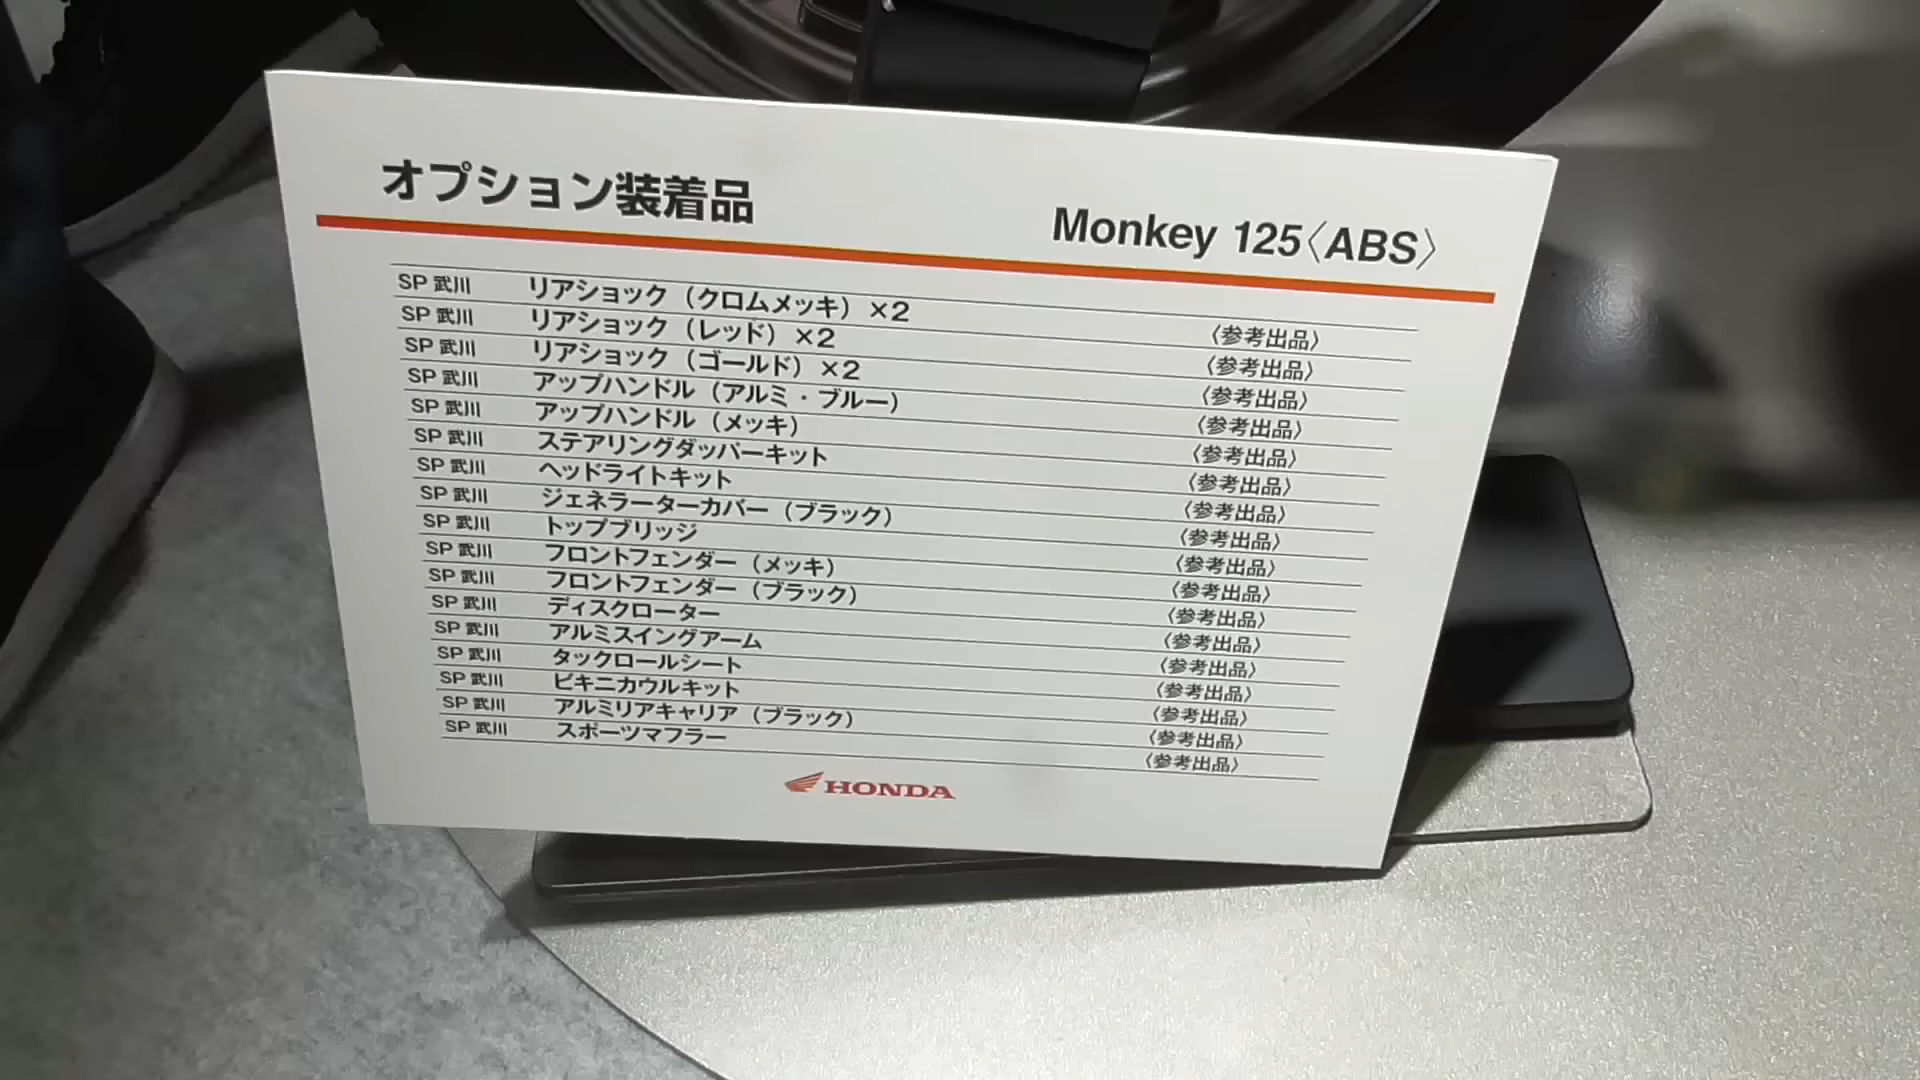 オプション装着品
Monkey 125〈ABS〉
SP 武川 リアショック（クロムメッキ）×2 〈参考出品〉
SP 武川 リアショック（レッド）×2 〈参考出品〉
SP 武川 リアショック（ゴールド）×2 〈参考出品〉
SP 武川 アップハンドル（アルミ・ブルー） 〈参考出品〉
SP 武川 アップハンドル（メッキ） 〈参考出品〉
SP 武川 ステアリングダッパーキット 〈参考出品〉
SP 武川 ヘッドライトキット 〈参考出品〉
SP 武川 ジェネラーターカバー（ブラック） 〈参考出品〉
SP 武川 トップブリッジ 〈参考出品〉
SP 武川 フロントフェンダー（メッキ） 〈参考出品〉
SP 武川 フロントフェンダー（ブラック） 〈参考出品〉
SP 武川 ディスクローター 〈参考出品〉
SP 武川 アルミスイングアーム 〈参考出品〉
SP 武川 タックロールシート 〈参考出品〉
SP 武川 ビキニカウルキット 〈参考出品〉
SP 武川 アルミリアキャリア（ブラック） 〈参考出品〉
SP 武川 スポーツマフラー 〈参考出品〉
HONDA